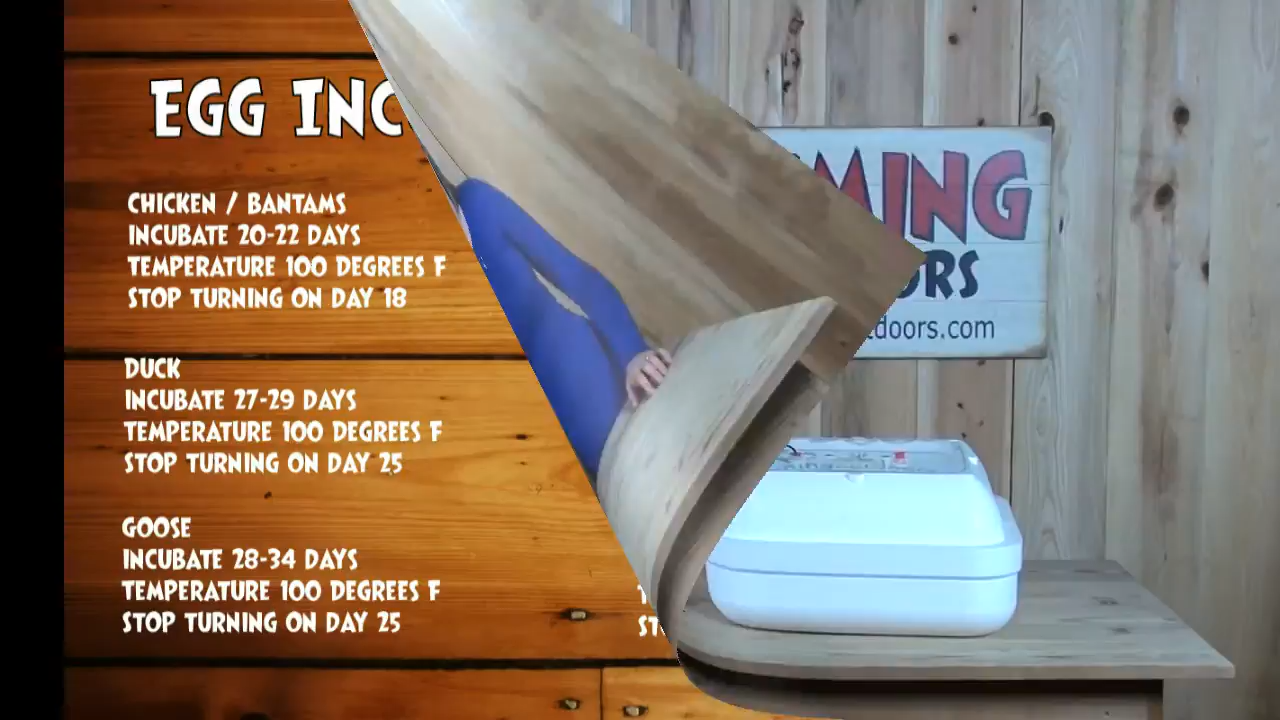 EGG INC
CHICKEN / BANTAMS
INCUBATE 20-22 DAYS
TEMPERATURE 100 DEGREES F
STOP TURNING ON DAY 18
DUCK
INCUBATE 27-29 DAYS
TEMPERATURE 100 DEGREES F
STOP TURNING ON DAY 25
GOOSE
INCUBATE 28-34 DAYS
TEMPERATURE 100 DEGREES F
STOP TURNING ON DAY 25
T
ST
MING
ORS
doors.com